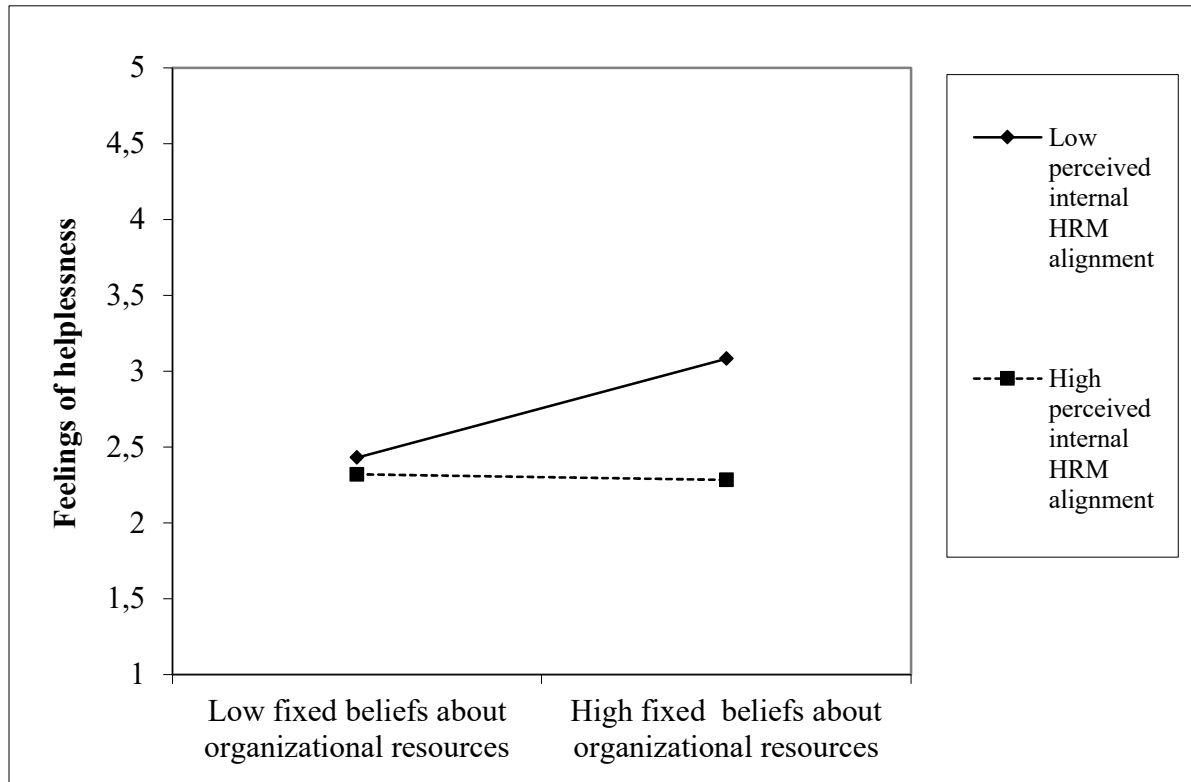 Feelings of helplessness
5
4,5
4
3,5
3
2,5
2
1,5
1
Low fixed beliefs about
organizational resources
High fixed  beliefs about
organizational resources
Low
perceived
internal
HRM
alignment
High
perceived
internal
HRM
alignment